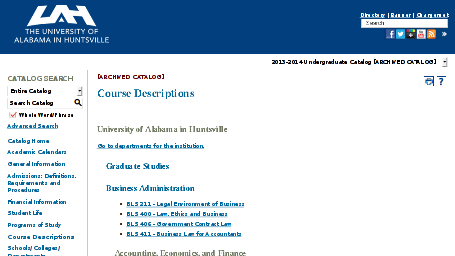 UAH
THE UNIVERSITY OF
ALABAMA IN HUNTSVILLE
Directory | Banner | Chargernet
Search
2013-2014 Undergraduate Catalog [ARCHIVED CATALOG]
CATALOG SEARCH
Entire Catalog
Search Catalog
Whole Word/Phrase
Advanced Search
Catalog Home
Academic Calendars
General Information
Admissions: Definitions,
Requirements and
Procedures
Financial Information
Student Life
Programs of Study
Course Descriptions
Schools/ Colleges/
[ARCHIVED CATALOG]
Course Descriptions
University of Alabama in Huntsville
Go to departments for the institution.
Graduate Studies
Business Administration
BLS 211 - Legal Environment of Business
BLS 400 - Law, Ethics and Business
BLS 406 - Government Contract Law
BLS 411 - Business Law for Accountants
Accounting, Economics, and Finance